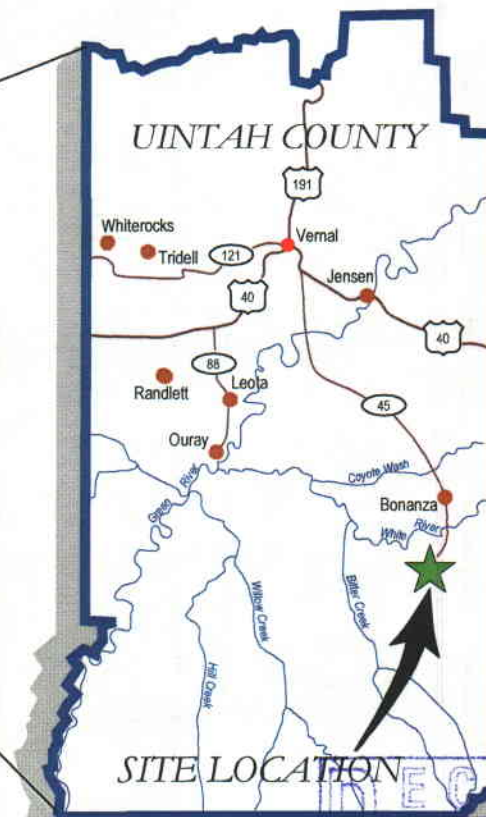 UINTAH COUNTY
191
Whiterocks
Tridell
121
Vernal
Jensen
40
40
88
Randlett
Leota
45
Ouray
Green River
Coyote Wash
Bonanza
White River
Willow Creek
Bitter Creek
Hill Creek
SITE LOCATION
E C